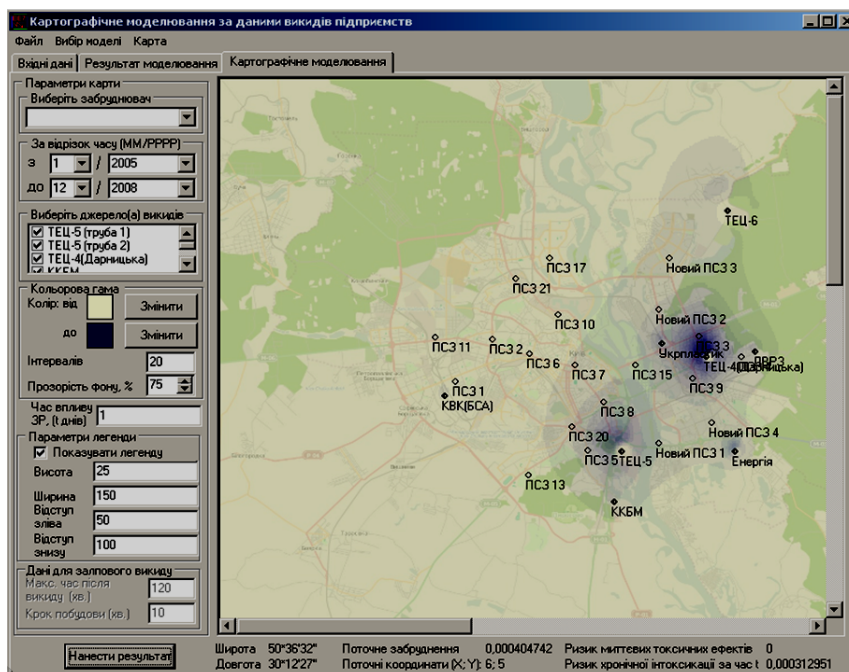 Картографічне моделювання за даними викидів підприємств
Файл Вибір моделі Карта
Вхідні дані Результат моделювання Картографічне моделювання
Параметри карти
Виберіть забруднювач
За відрізок часу (ММ/РРРР)
з 1 / 2005
до 12 / 2008
Виберіть джерело(а) викидів
ТЕЦ-5 (труба 1)
ТЕЦ-5 (труба 2)
ТЕЦ-4(Дарницька)
ККБМ
Кольорова гама
Колір: від Змінити
до Змінити
Інтервалів 20
Прозорість фону, % 75
Час впливу
ЗР, (t днів) 1
Параметри легенди
Показувати легенду
Висота 25
Ширина 150
Відступ
зліва 50
Відступ
знизу 100
Дані для залпового викиду
Макс. час після
викиду (хв.) 120
Крок побудови (хв.) 10
Нанести результат
ТЕЦ-6
ПСЗ 17
Новий ПСЗ 3
ПСЗ 21
ПСЗ 10
Новий ПСЗ 2
ПСЗ 11
ПСЗ 2
ПСЗ 3
Укрпластик
ПСЗ 6
ДВРЗ
ПСЗ 7
ПСЗ 15
ТЕЦ-4(Дарницька)
ПСЗ 1
ПСЗ 9
КВК(БСА)
ПСЗ 8
ПСЗ 20
Новий ПСЗ 4
ПСЗ 5
ТЕЦ-5
Новий ПСЗ 1
Енергія
ПСЗ 13
ККБМ
Широта 50°36'32" Поточне забруднення 0,000404742 Ризик миттєвих токсичних ефектів 0
Довгота 30°12'27" Поточні координати (X; Y): 6; 5 Ризик хронічної інтоксикації за час t 0,000312951